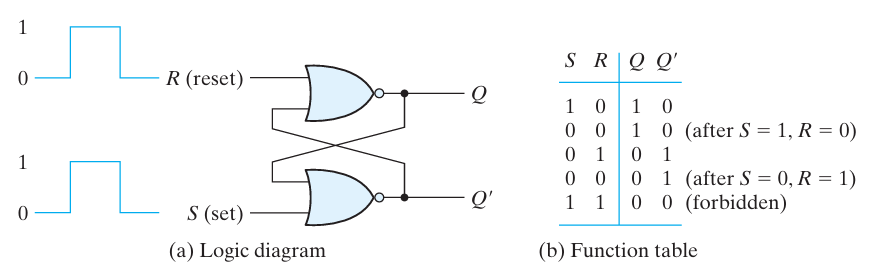 1
0
R (reset)
Q
1
0
S (set)
Q'
(a) Logic diagram
S R Q Q'
1 0 1 0
0 0 1 0 (after S = 1, R = 0)
0 1 0 1
0 0 0 1 (after S = 0, R = 1)
1 1 0 0 (forbidden)
(b) Function table